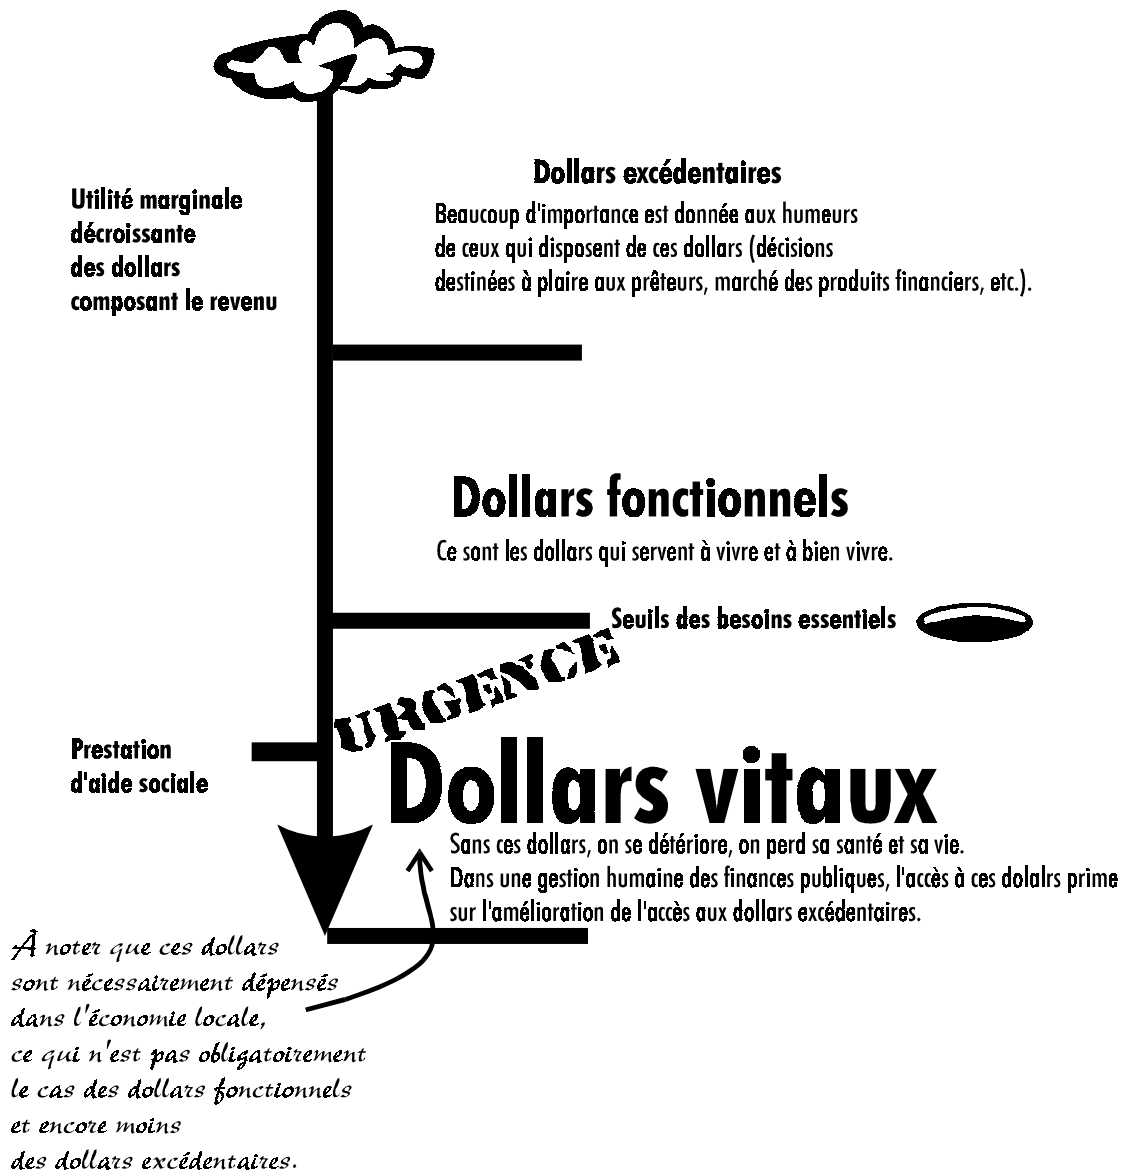 Utilité marginale
décroissante
des dollars
composant le revenu
Dollars excédentaires
Beaucoup d'importance est donnée aux humeurs
de ceux qui disposent de ces dollars (décisions
destinées à plaire aux prêteurs, marché des produits financiers, etc.).
Dollars fonctionnels
Ce sont les dollars qui servent à vivre et à bien vivre.
Seuils des besoins essentiels
URGENCE
Prestation
d'aide sociale
Dollars vitaux
Sans ces dollars, on se détériore, on perd sa santé et sa vie.
Dans une gestion humaine des finances publiques, l'accès à ces dolalrs prime
sur l'amélioration de l'accès aux dollars excédentaires.
À noter que ces dollars
sont nécessairement dépensés
dans l'économie locale,
ce qui n'est pas obligatoirement
le cas des dollars fonctionnels
et encore moins
des dollars excédentaires.